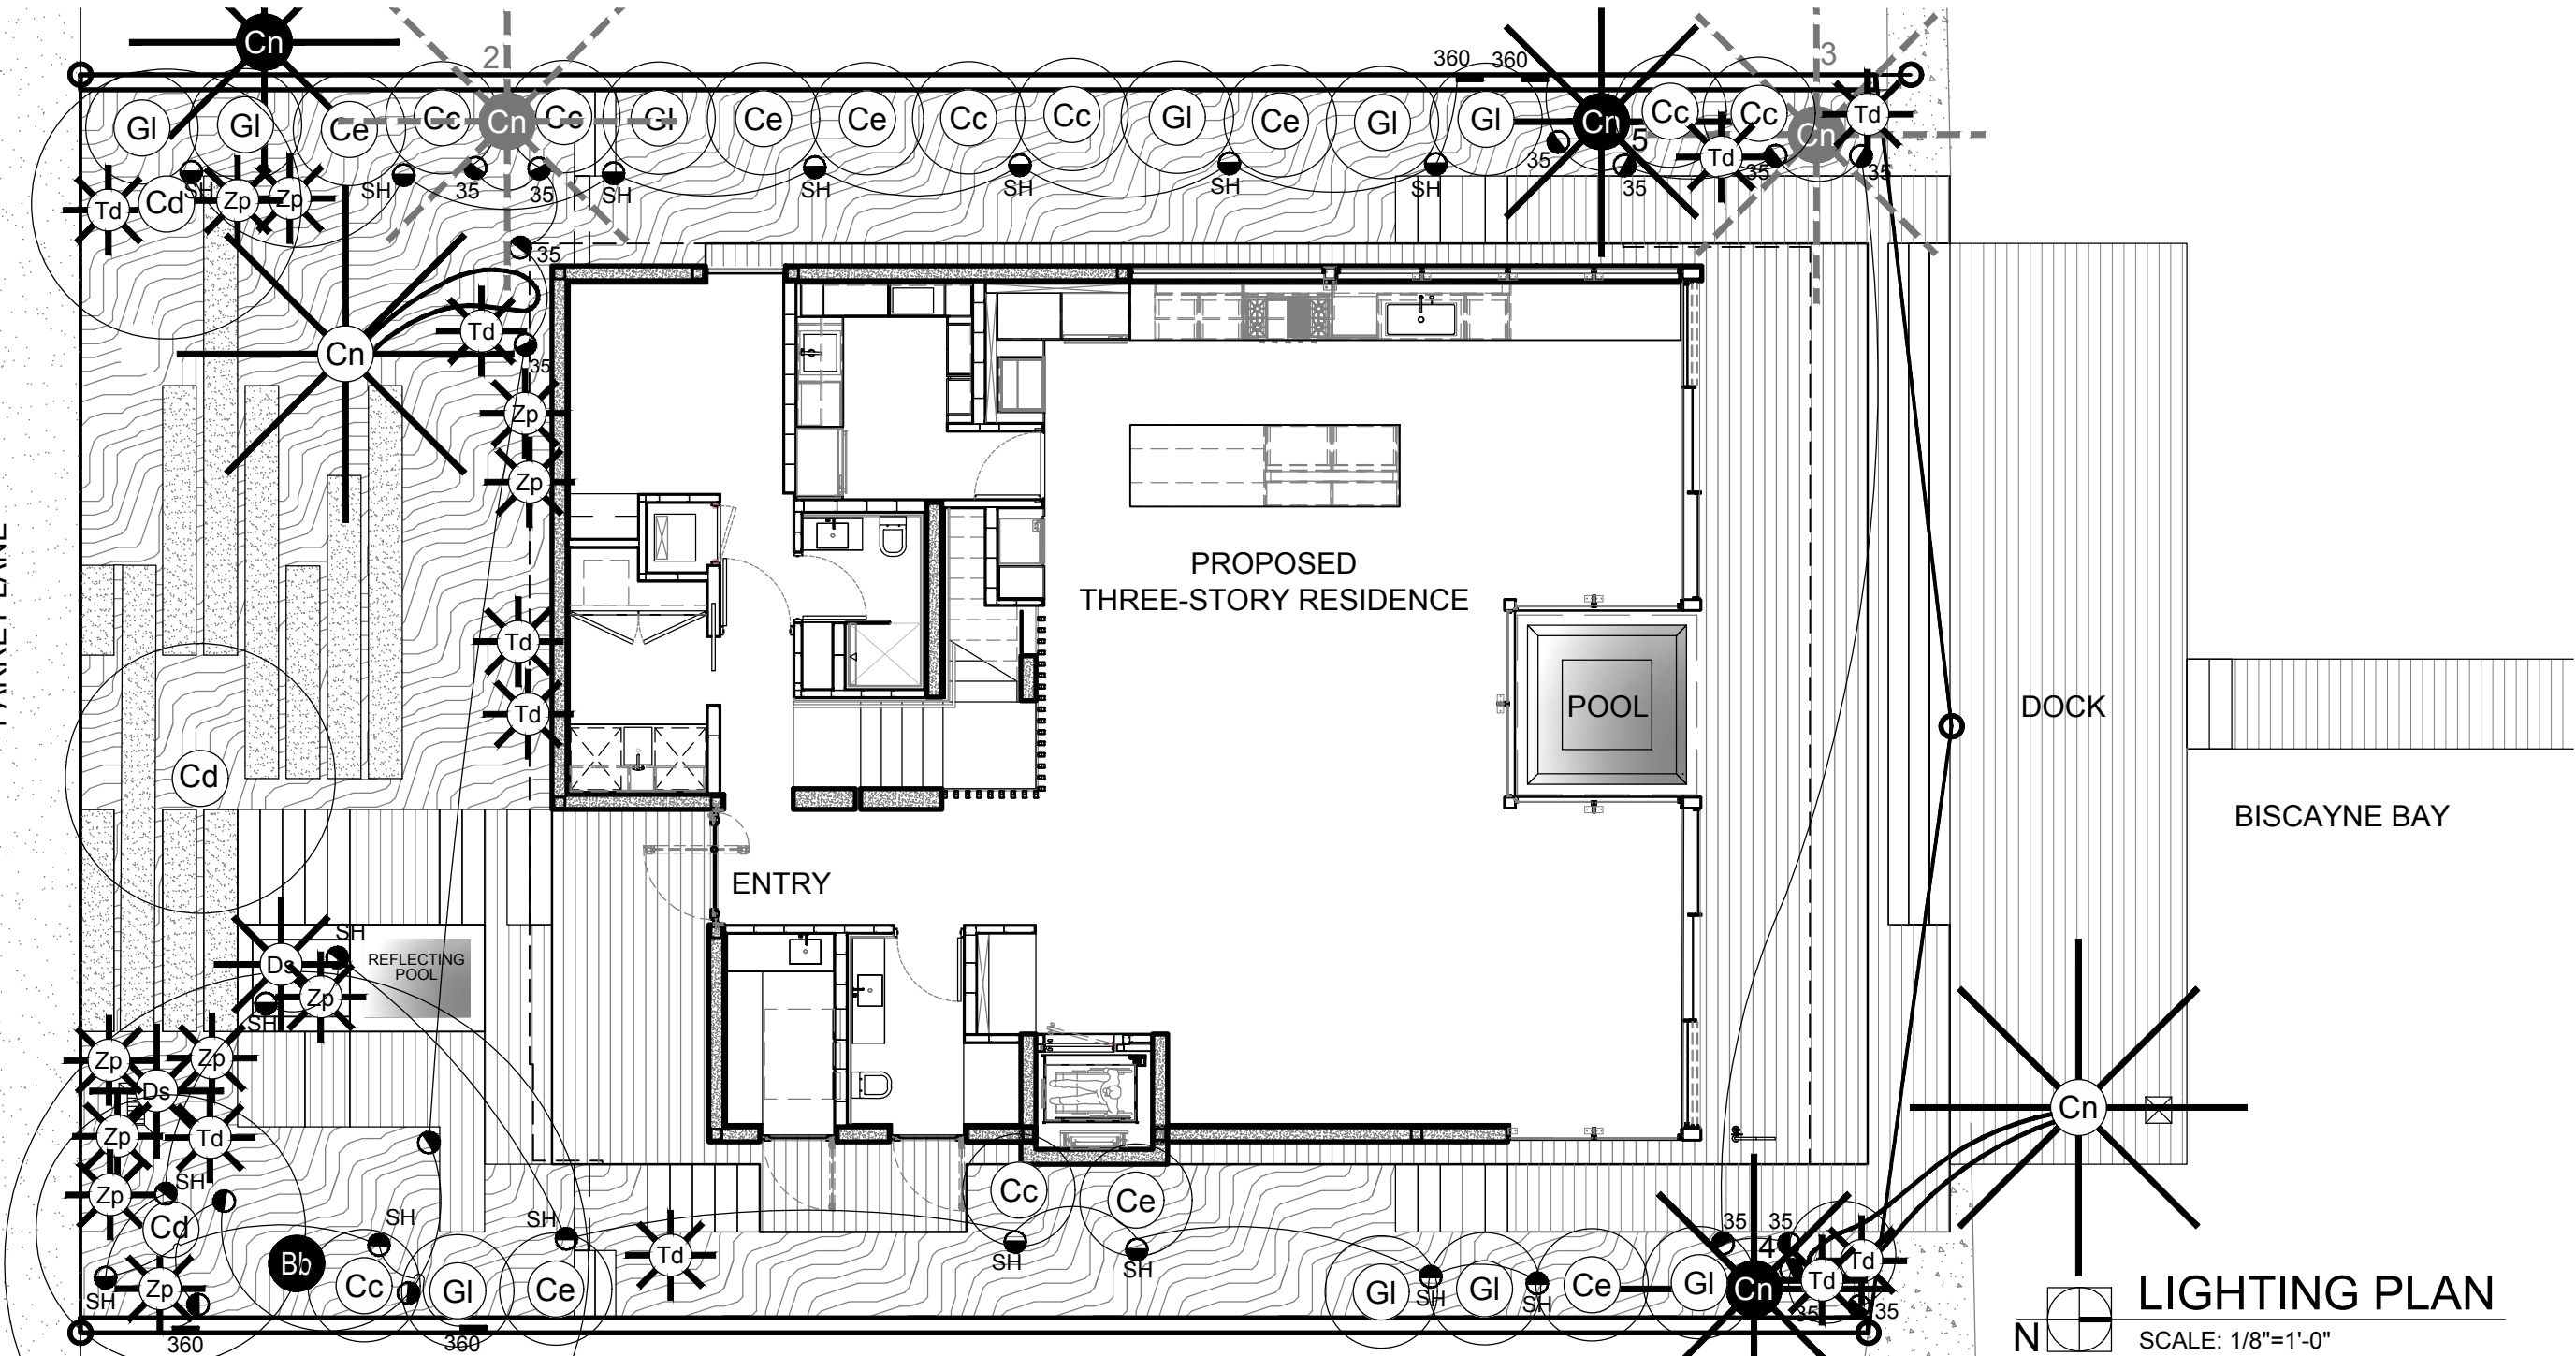 Cn
2
360 360
3
Gl Gl Ce Cc Cn Cc Gl Ce Ce Cc Cc Gl Ce Gl Gl Cn 5 Cc Cc Cn Td
Td
35 35 35
SH SH 35 35 SH SH SH SH SH 35
Td Cd Zp Zp
35
Cn Td
35
Zp
Zp
PROPOSED
THREE-STORY RESIDENCE
Td
Td
POOL
DOCK
Cd
BISCAYNE BAY
ENTRY
SH
Ds
REFLECTING
POOL
Zp
SH
Zp Zp
Ds
Cn
Zp Td
Zp SH
Cd
SH SH
Cc Ce
35 35
4
Td
SH SH
Bb
Td
Zp Cc Gl Ce
Gl Gl Ce Gl Cn Td
SH
SH SH
35 35
360 360
LIGHTING PLAN
N
SCALE: 1/8"=1'-0"